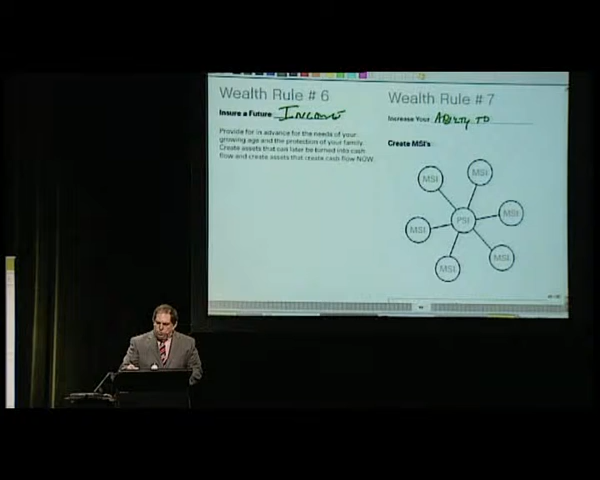 Wealth Rule # 6
Insure a Future INCOME
Provide for in advance for the needs of your
growing age and the protection of your family.
Create assets that can later be turned into cash
flow and create assets that create cash flow NOW.
Wealth Rule # 7
Increase Your ABILITY TO
Create MSI's
MSI
MSI
MSI
PSI
MSI
MSI
MSI